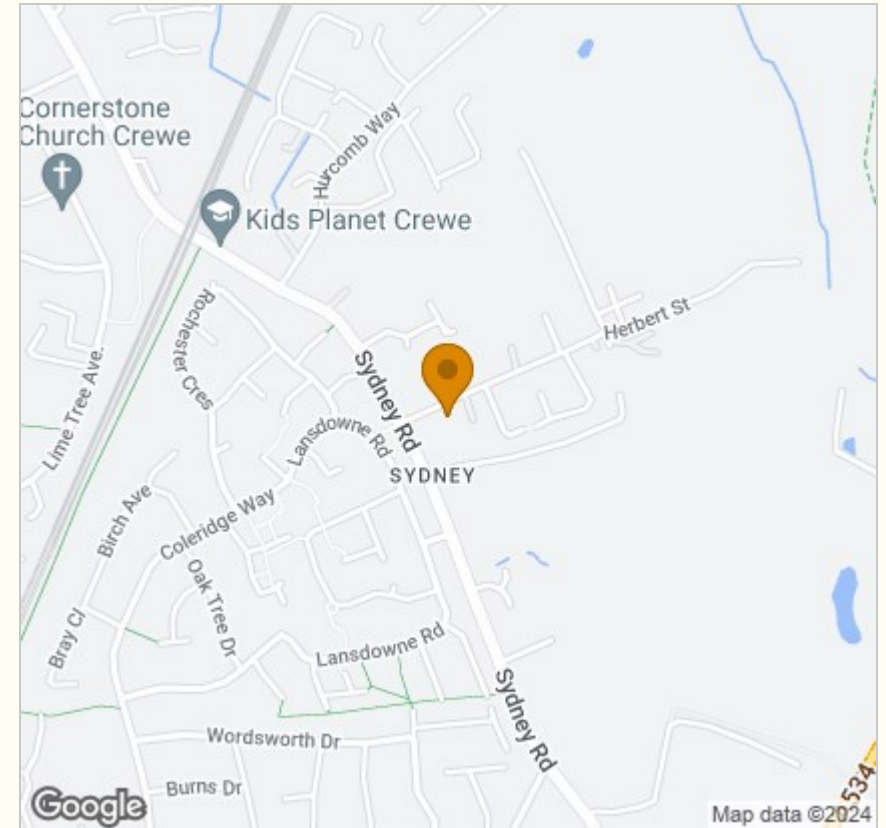 Cornerstone
Church Crewe
Hurcomb Way
Kids Planet Crewe
Herbert St
Rochester Cres
Lime Tree Ave.
Sydney Rd
Lansdowne Rd
SYDNEY
Birch Ave
Coleridge Way
Oak Tree Dr
Bray Cl
Lansdowne Rd
Sydney Rd
Wordsworth Dr
Burns Dr
534
Google
Map data ©2024